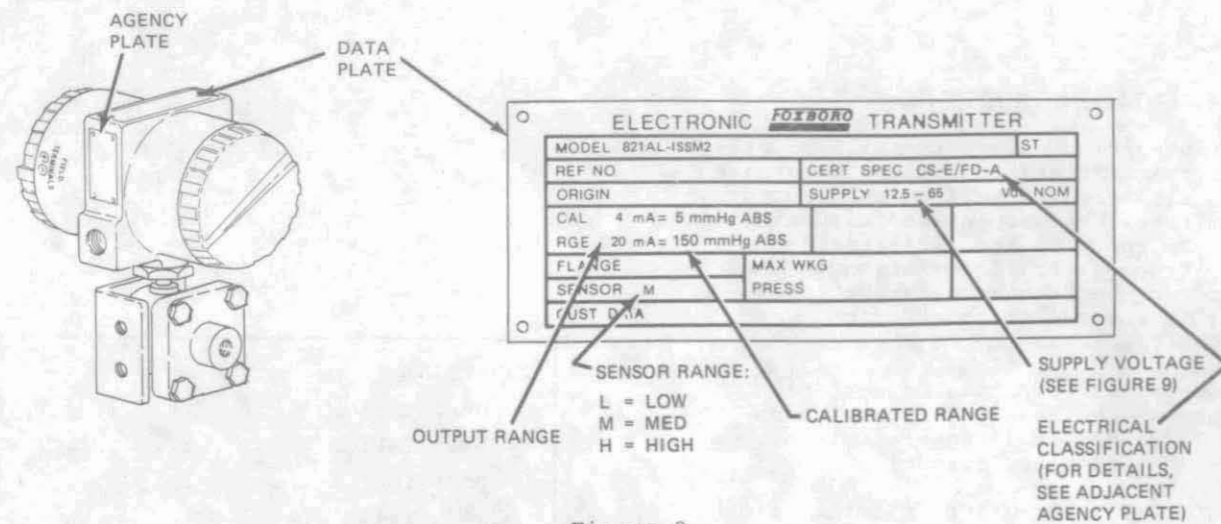 AGENCY
PLATE
DATA
PLATE
FIELD
TERMINALS
ELECTRONIC FOXBORO TRANSMITTER
MODEL 821AL-ISSM2 ST
REF NO CERT SPEC CS-E/FD-A
ORIGIN SUPPLY 12.5 – 65 NOM
CAL 4 mA = 5 mmHg ABS
RGE 20 mA = 150 mmHg ABS
FLANGE MAX WKG
SENSOR M PRESS
CUST
SENSOR RANGE:
L = LOW
M = MED
H = HIGH
OUTPUT RANGE
CALIBRATED RANGE
SUPPLY VOLTAGE
(SEE FIGURE 9)
ELECTRICAL
CLASSIFICATION
(FOR DETAILS,
SEE ADJACENT
AGENCY PLATE)